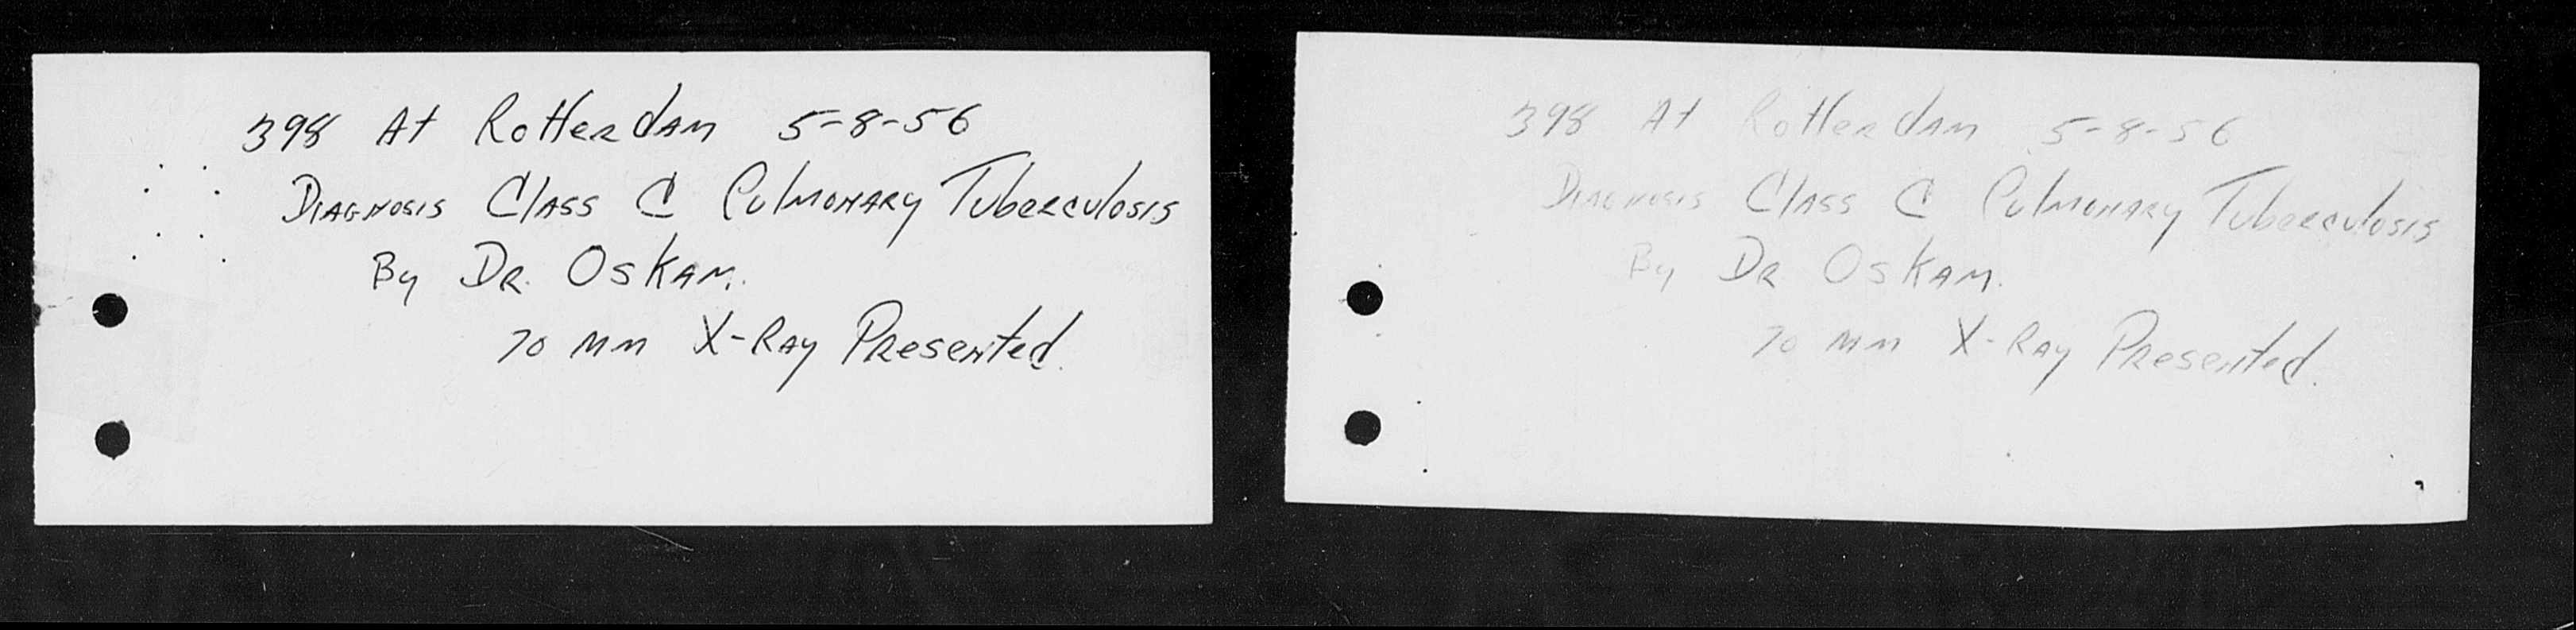 398 At Rotterdam 5-8-56
Diagnosis Class C Pulmonary Tuberculosis
By Dr. Oskam.
70 mm X-Ray Presented.
398 At Rotterdam 5-8-56
Diagnosis Class C Pulmonary Tuberculosis
By Dr Oskam.
70 mm X-Ray Presented.